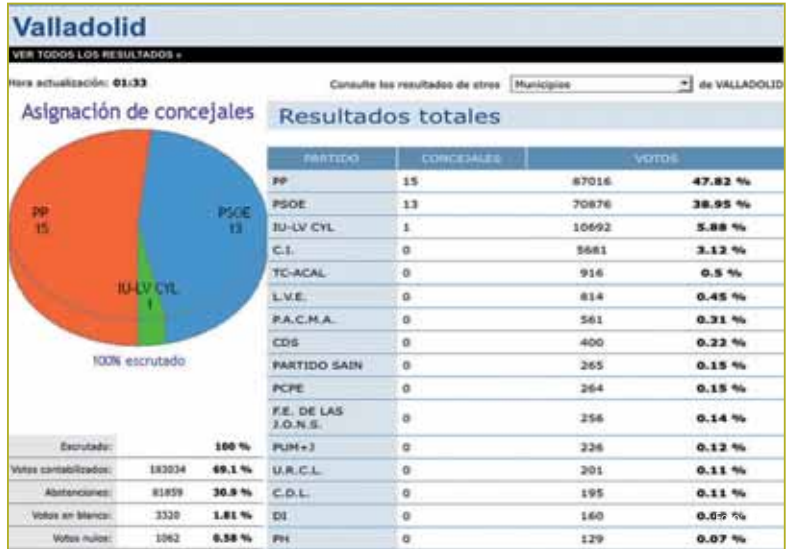 Valladolid
VER TODOS LOS RESULTADOS »
Hora actualización: 01:33
Consulte los resultados de otros Municipios de VALLADOLID
Asignación de concejales
PP
15
PSOE
13
IU-LV CYL
1
100% escrutado
Escrutado: 100 %
Votos contabilizados: 183034 69.1 %
Abstenciones: 81859 30.9 %
Votos en blanco: 3320 1.81 %
Votos nulos: 1062 0.58 %
Resultados totales
PARTIDO CONCEJALES VOTOS
PP 15 87016 47.82 %
PSOE 13 70876 38.95 %
IU-LV CYL 1 10692 5.88 %
C.I. 0 5681 3.12 %
TC-ACAL 0 916 0.5 %
L.V.E. 0 814 0.45 %
P.A.C.M.A. 0 561 0.31 %
CDS 0 400 0.22 %
PARTIDO SAIN 0 265 0.15 %
PCPE 0 264 0.15 %
F.E. DE LAS
J.O.N.S. 0 256 0.14 %
PUM+J 0 226 0.12 %
U.R.C.L. 0 201 0.11 %
C.D.L. 0 195 0.11 %
DI 0 160 %
PH 0 129 0.07 %